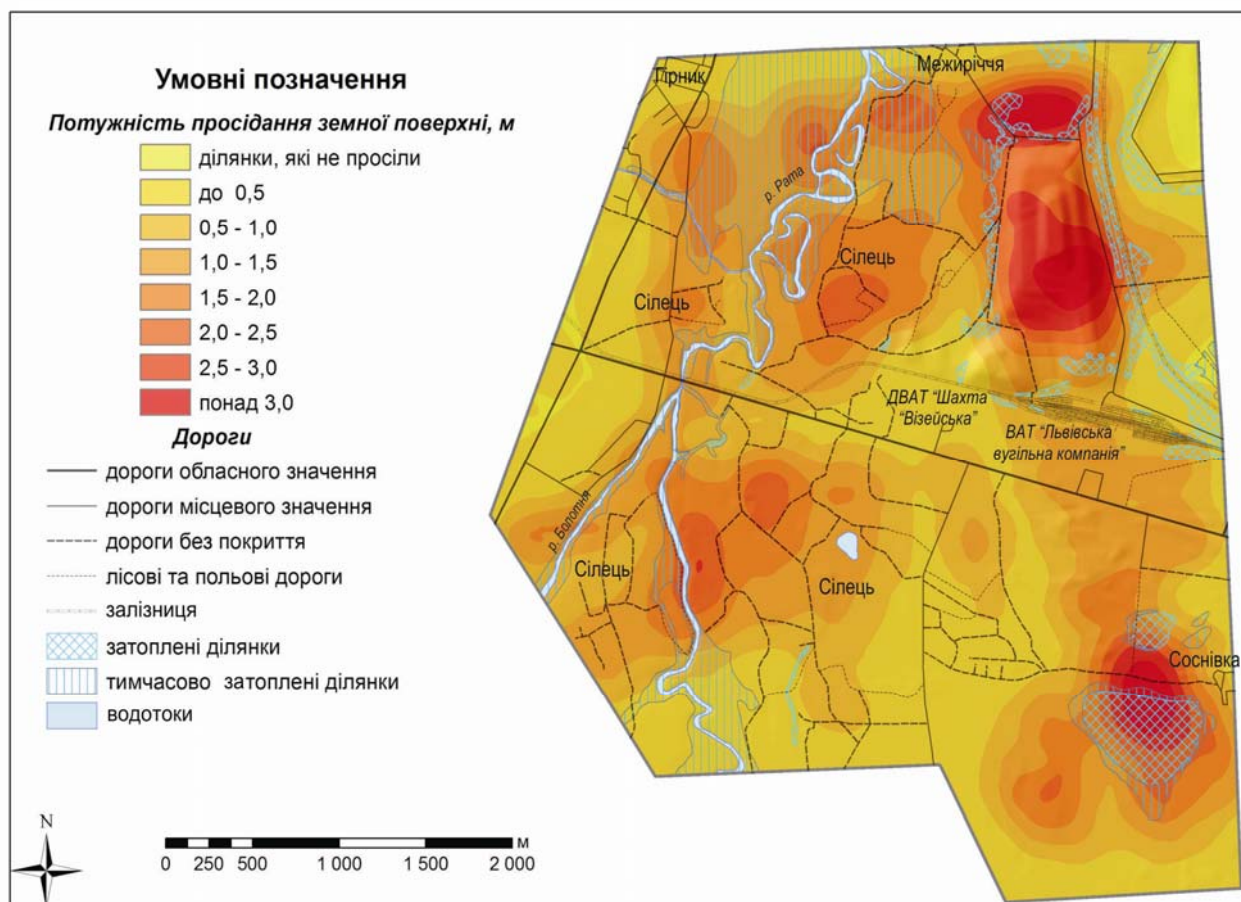 Умовні позначення
Потужність просідання земної поверхні, м
ділянки, які не просіли
до 0,5
0,5 - 1,0
1,0 - 1,5
1,5 - 2,0
2,0 - 2,5
2,5 - 3,0
понад 3,0
Дороги
дороги обласного значення
дороги місцевого значення
дороги без покриття
лісові та польові дороги
залізниця
затоплені ділянки
тимчасово затоплені ділянки
водотоки
N
м
0 250 500 1 000 1 500 2 000
Гірник
Межиріччя
р. Рата
Сілець
Сілець
ДВАТ “Шахта
“Візейська”
ВАТ “Львівська
вугільна компанія”
р. Болотня
Сілець
Сілець
Соснівка